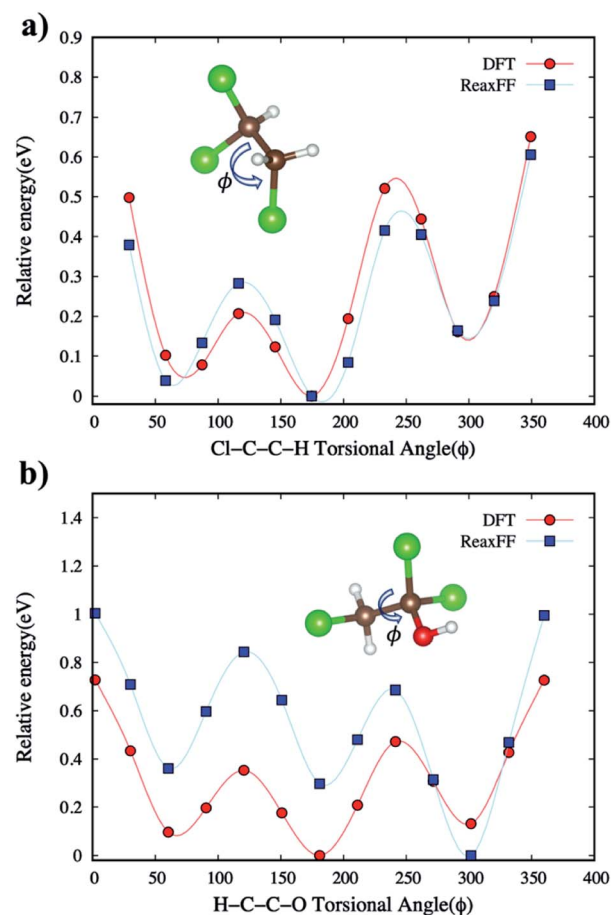 a)
0.9
0.8
0.7
0.6
0.5
0.4
0.3
0.2
0.1
0
Relative energy(eV)
DFT
ReaxFF
ϕ
0 50 100 150 200 250 300 350 400
Cl–C–C–H Torsional Angle(ϕ)
b)
1.4
1.2
1
0.8
0.6
0.4
0.2
0
Relative energy(eV)
DFT
ReaxFF
ϕ
0 50 100 150 200 250 300 350 400
H–C–C–O Torsional Angle(ϕ)